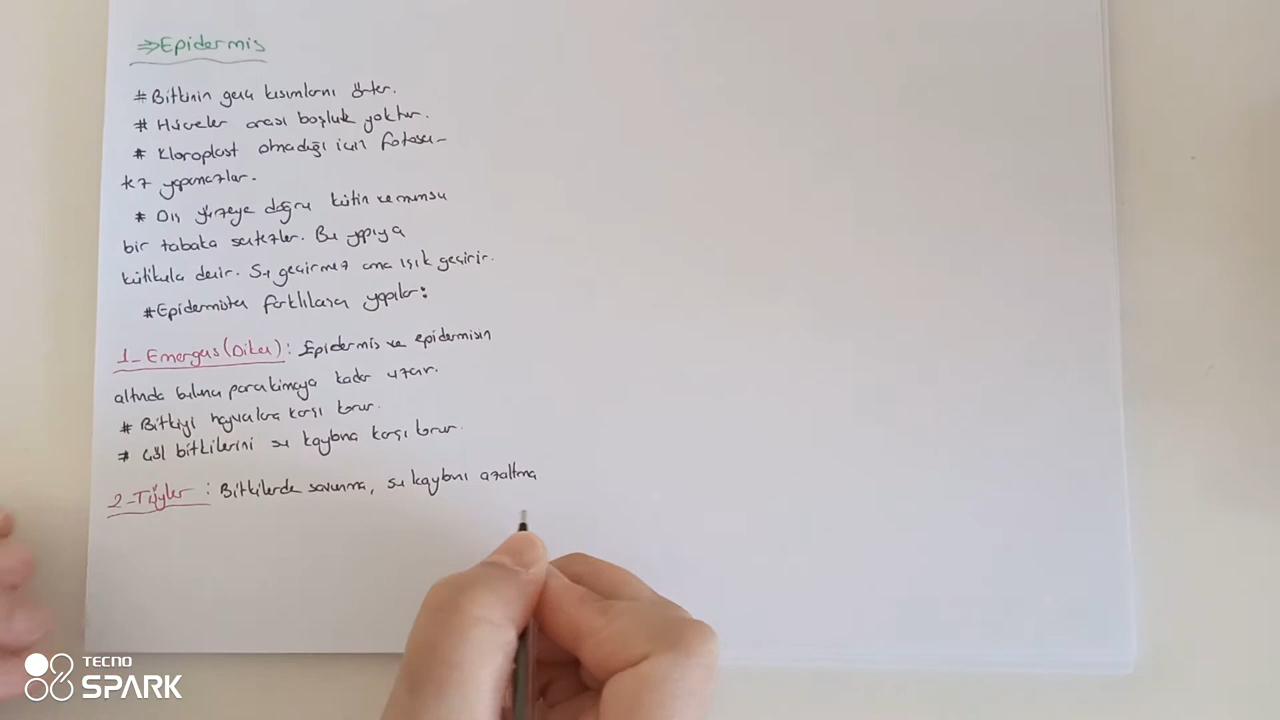 ⇒Epidermis
# Bitkinin genç kısımlarını örter.
# Hücreler arası boşluk yoktur.
# Kloroplast olmadığı için fotosen-
tez yapamazlar.
# Dış yüzeye doğru kütin ve mumsu
bir tabaka sentezler. Bu yapıya
kütikula denir. Su geçirmez ama ışık geçirir.
# Epidermisten farklılaşan yapılar:
1- Emergens (Diken): Epidermis ve epidermisin
altında bulunan parankimaya kadar uzanır.
# Bitkiyi hayvanlara karşı korur.
# Çöl bitkilerini su kaybına karşı korur.
2- Tüyler: Bitkilerde savunma, su kaybını azaltma
TECNO
SPARK